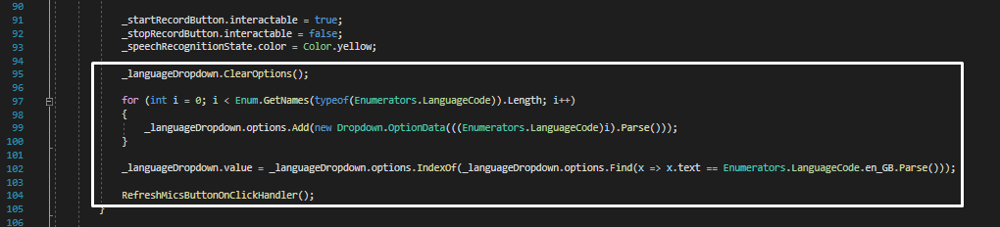 90
91 _startRecordButton.interactable = true;
92 _stopRecordButton.interactable = false;
93 _speechRecognitionState.color = Color.yellow;
94
95 _languageDropdown.ClearOptions();
96
97 for (int i = 0; i < Enum.GetNames(typeof(Enumerators.LanguageCode)).Length; i++)
98 {
99 _languageDropdown.options.Add(new Dropdown.OptionData(((Enumerators.LanguageCode)i).Parse()));
100 }
101
102 _languageDropdown.value = _languageDropdown.options.IndexOf(_languageDropdown.options.Find(x => x.text == Enumerators.LanguageCode.en_GB.Parse()));
103
104 RefreshMicsButtonOnClickHandler();
105 }
106